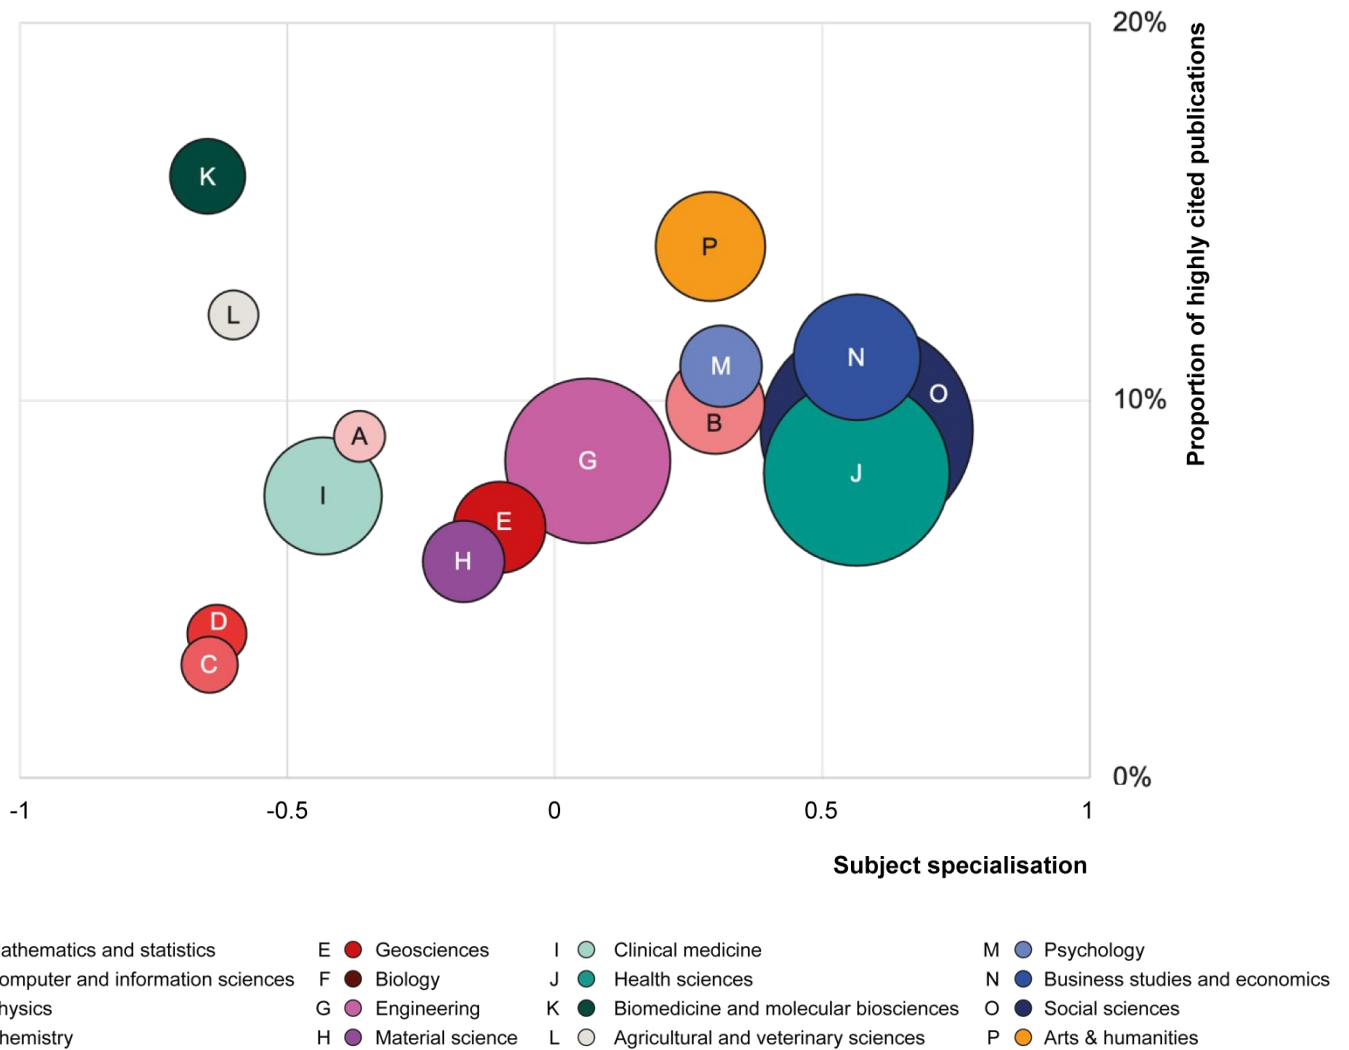 20%
Proportion of highly cited publications
K
P
L
M
N
O
10%
B
A
G
J
I
E
H
D
C
0%
-1 -0.5 0 0.5 1
Subject specialisation
athematics and statistics E Geosciences I Clinical medicine M Psychology
omputer and information sciences F Biology J Health sciences N Business studies and economics
hysics G Engineering K Biomedicine and molecular biosciences O Social sciences
hemistry H Material science L Agricultural and veterinary sciences P Arts & humanities